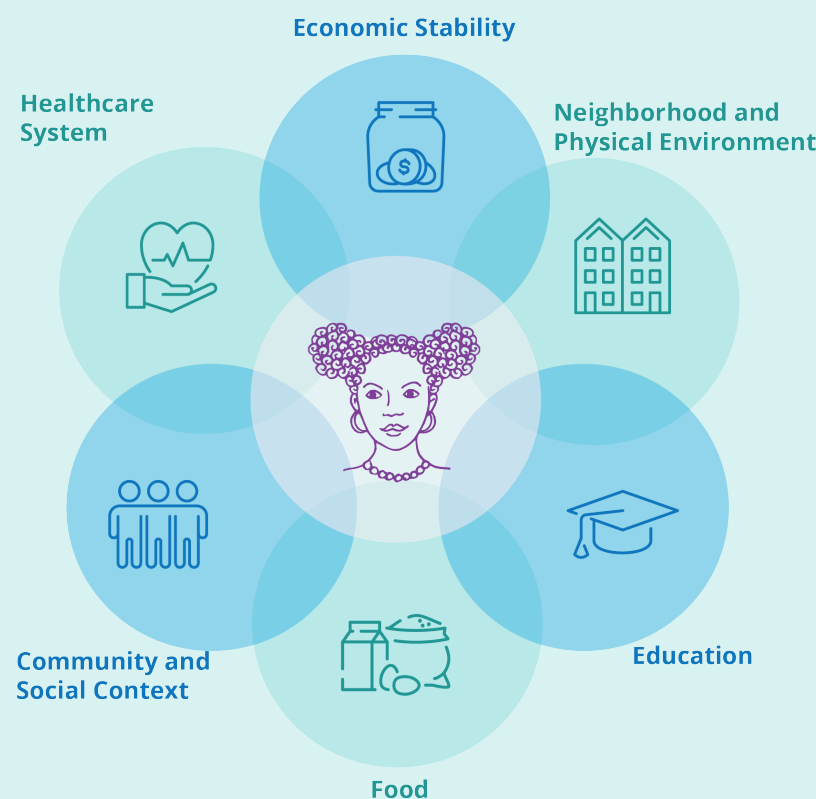 Economic Stability
Healthcare
System
Neighborhood and
Physical Environment
$
Community and
Social Context
Education
Food